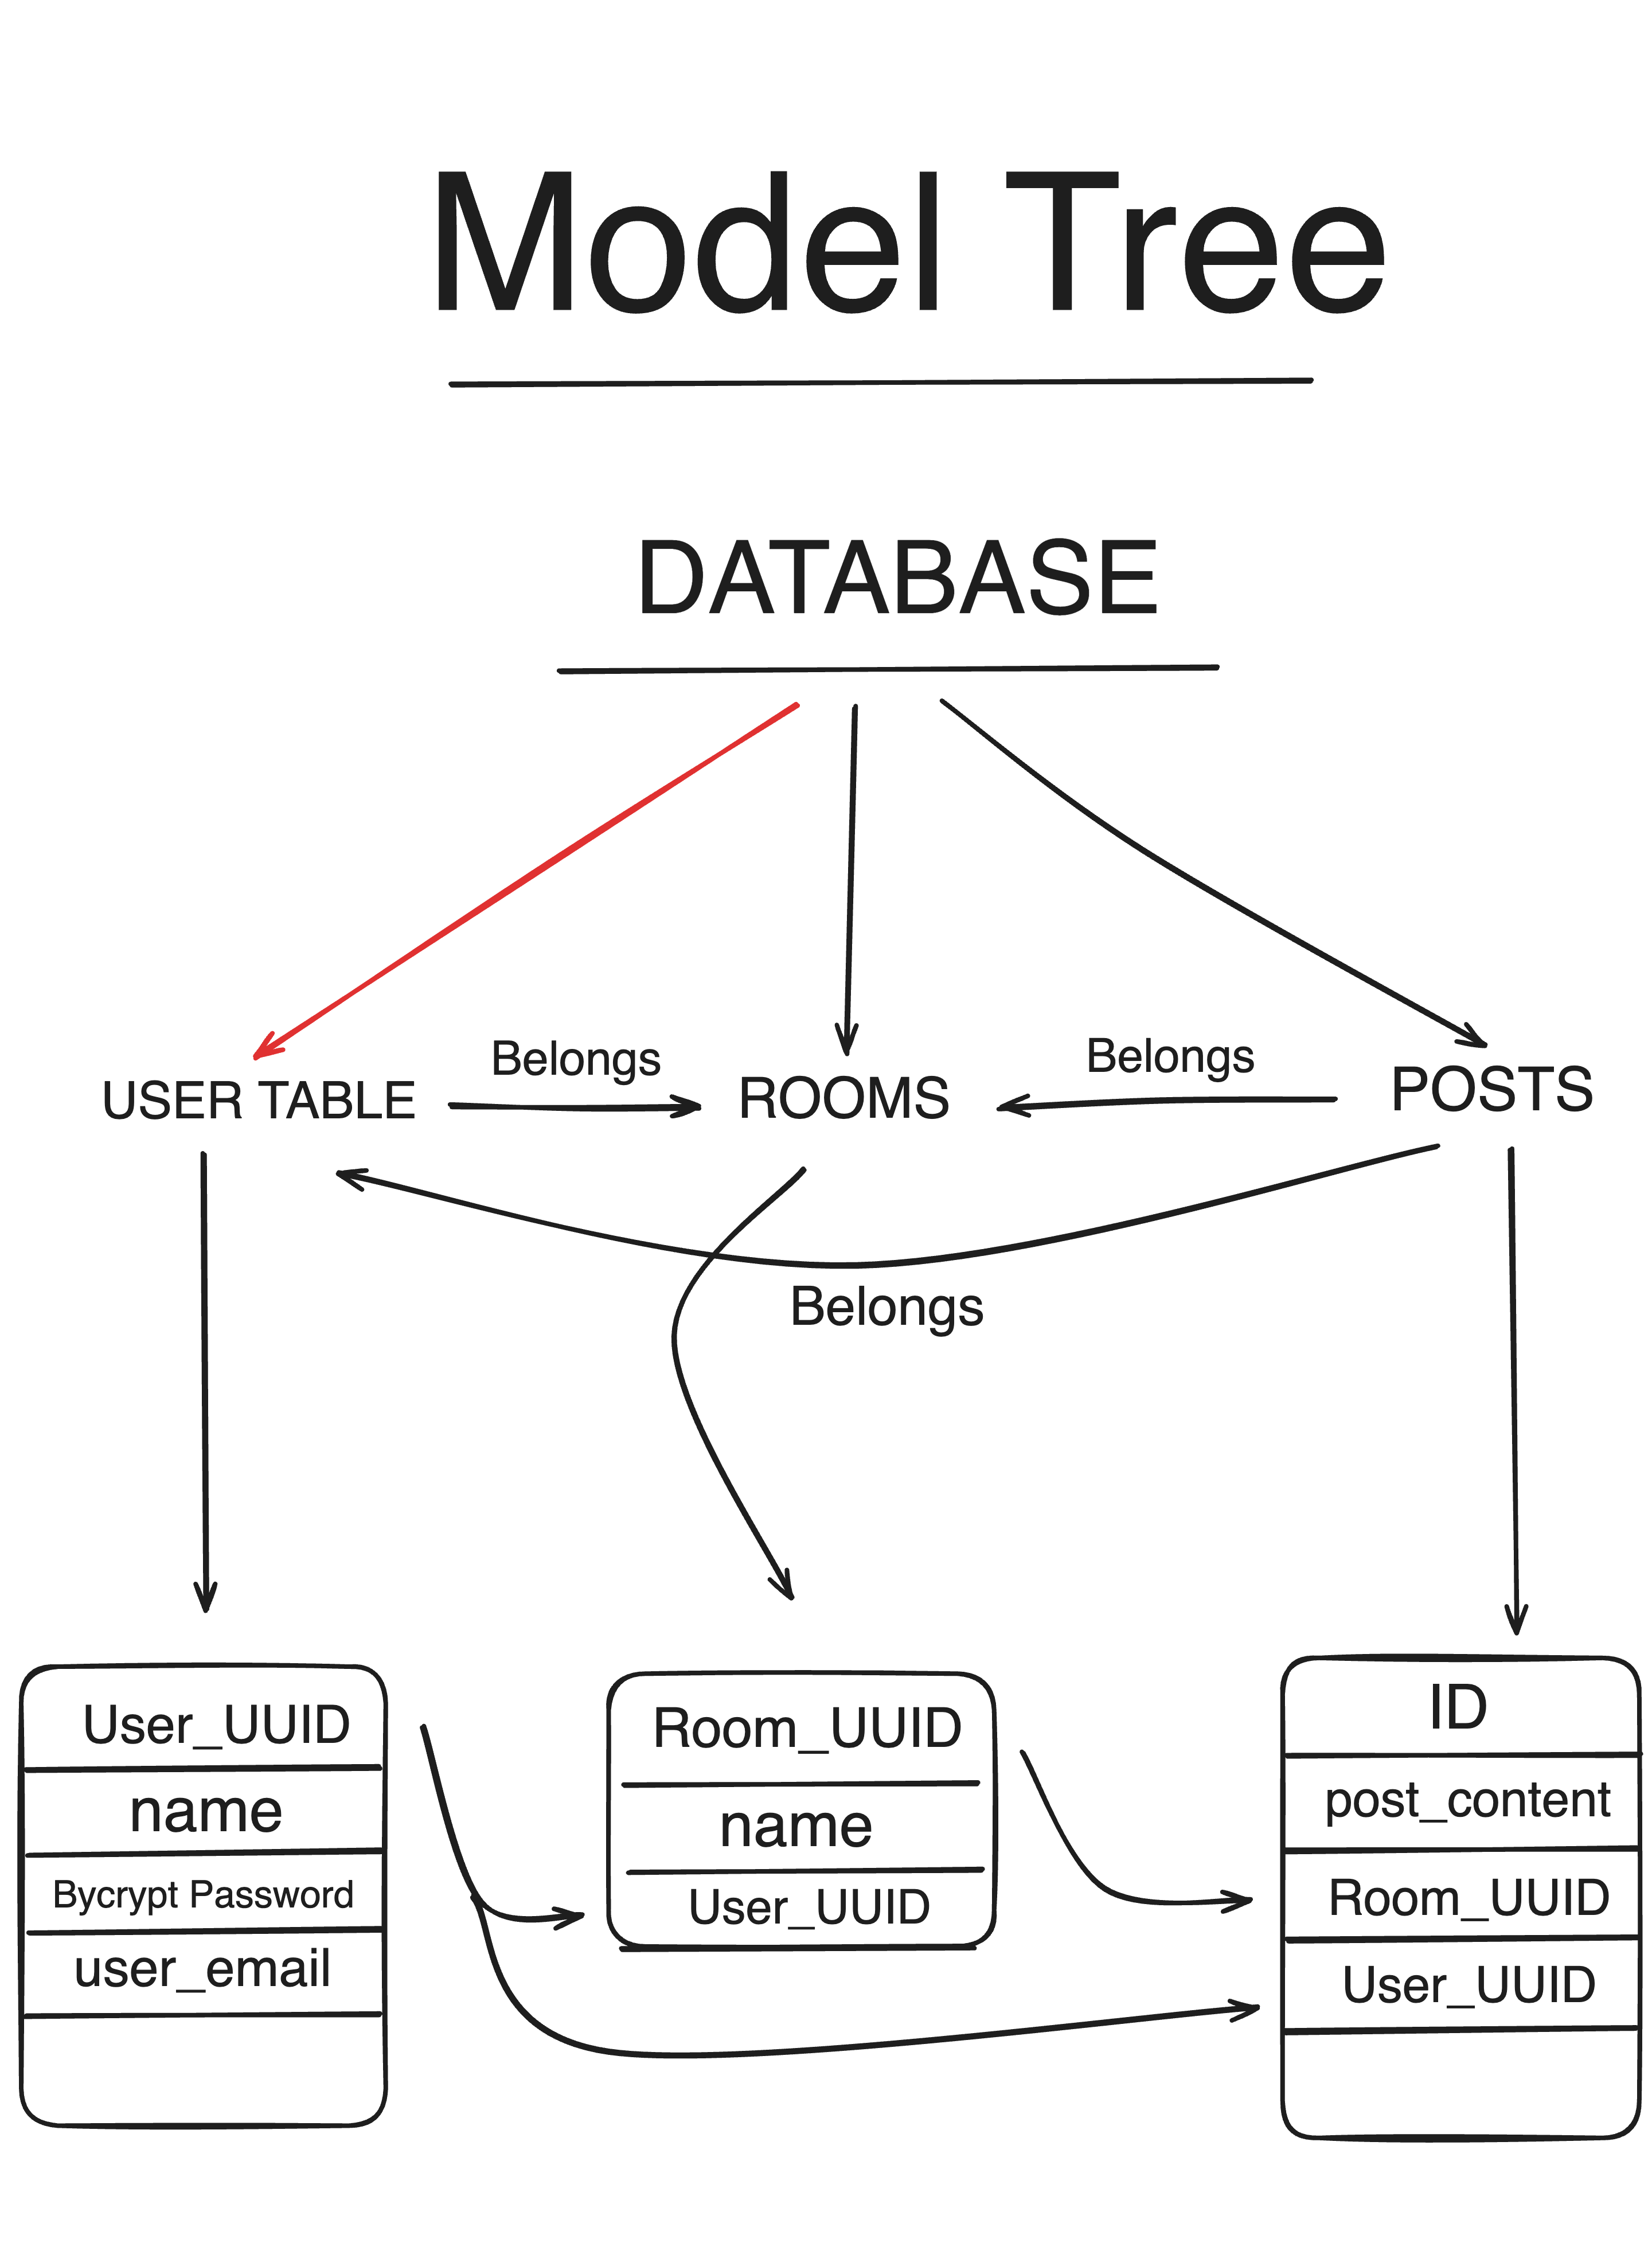 Model Tree
DATABASE
Belongs
Belongs
USER TABLE
ROOMS
POSTS
Belongs
User_UUID
name
Bycrypt Password
user_email
Room_UUID
name
User_UUID
ID
post_content
Room_UUID
User_UUID